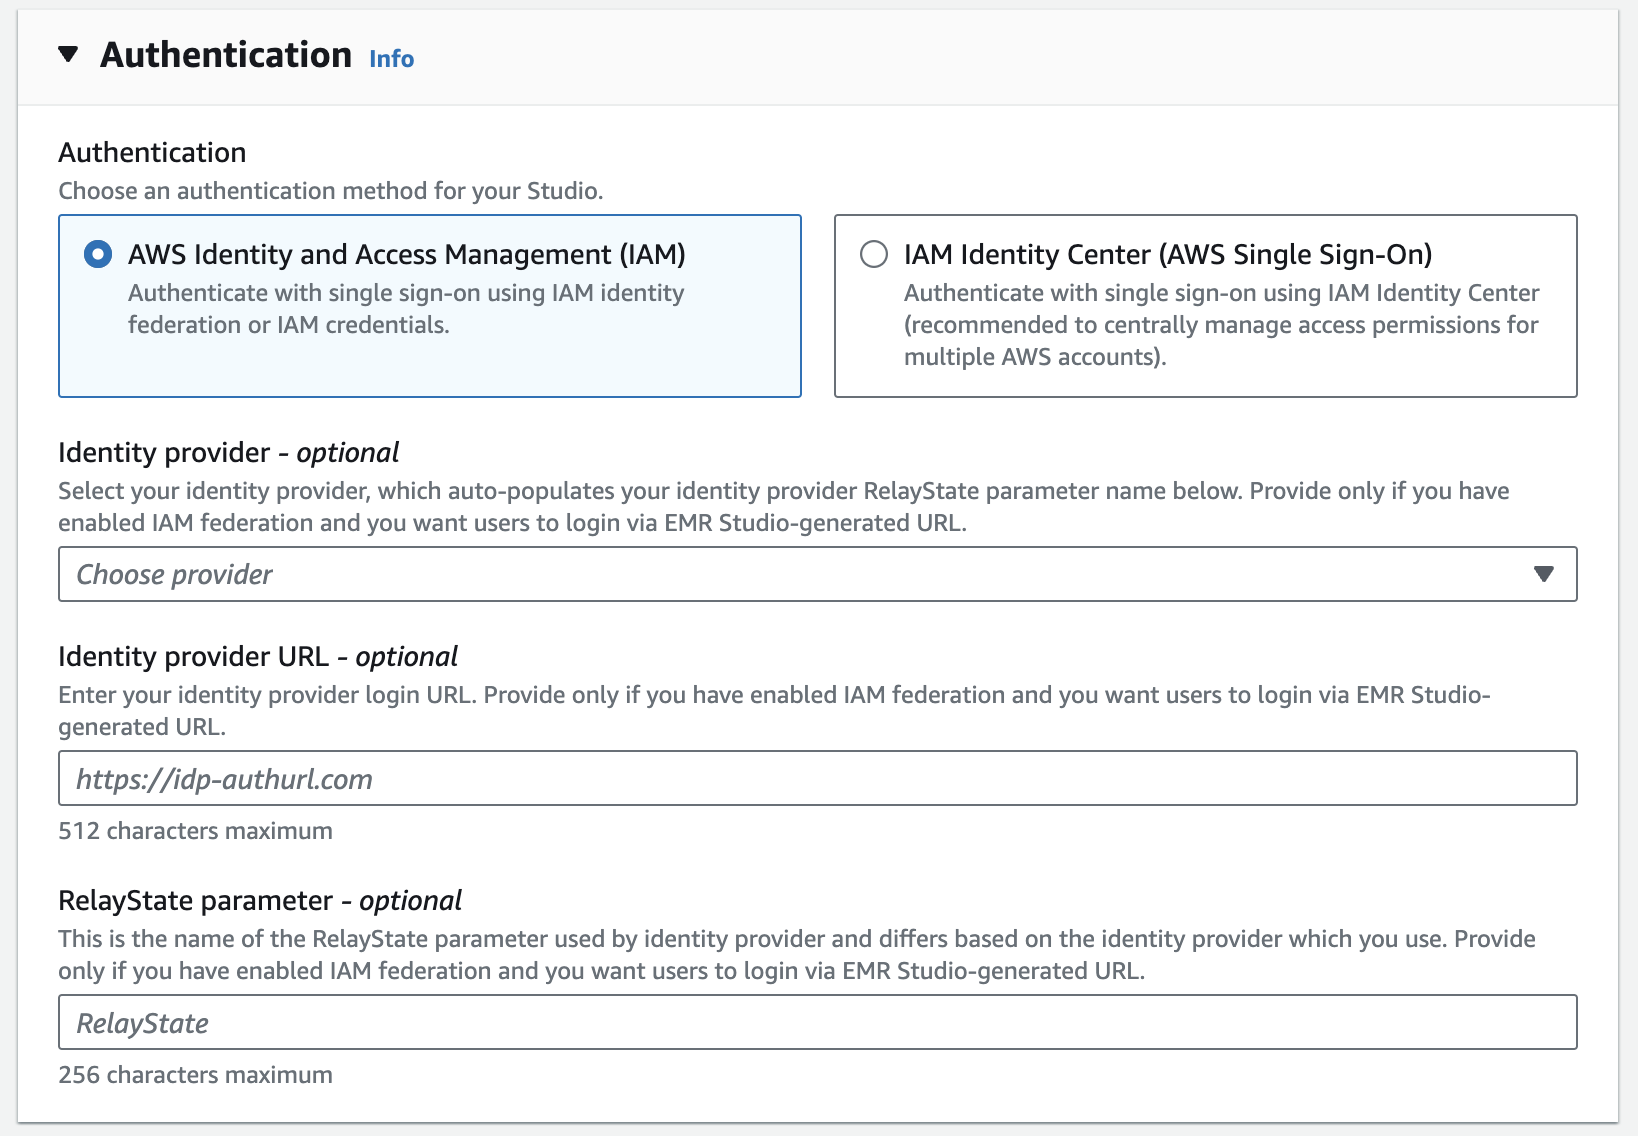 Authentication Info
Authentication
Choose an authentication method for your Studio.
AWS Identity and Access Management (IAM)
Authenticate with single sign-on using IAM identity
federation or IAM credentials.
IAM Identity Center (AWS Single Sign-On)
Authenticate with single sign-on using IAM Identity Center
(recommended to centrally manage access permissions for
multiple AWS accounts).
Identity provider - optional
Select your identity provider, which auto-populates your identity provider RelayState parameter name below. Provide only if you have
enabled IAM federation and you want users to login via EMR Studio-generated URL.
Choose provider
Identity provider URL - optional
Enter your identity provider login URL. Provide only if you have enabled IAM federation and you want users to login via EMR Studio-
generated URL.
https://idp-authurl.com
512 characters maximum
RelayState parameter - optional
This is the name of the RelayState parameter used by identity provider and differs based on the identity provider which you use. Provide
only if you have enabled IAM federation and you want users to login via EMR Studio-generated URL.
RelayState
256 characters maximum